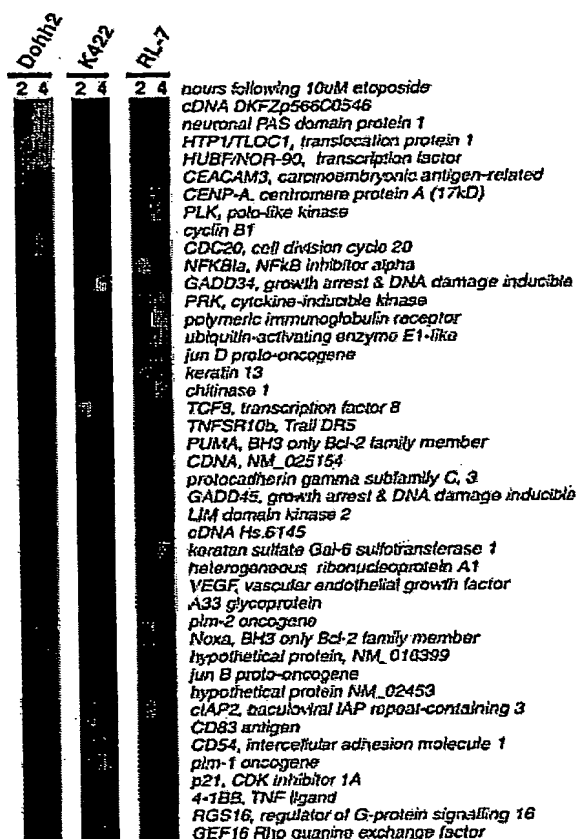 Dohh2 K422 RL-7
2 4 2 4 2 4 hours following 10uM etoposide
cDNA DKFZp566C0546
neuronal PAS domain protein 1
HTP1/TLOC1, translocation protein 1
HUBF/NOR-90, transcription factor
CEACAM3, carcinoembryonic antigen-related
CENP-A, centromere protein A (17kD)
PLK, polo-like kinase
cyclin B1
CDC20, cell division cycle 20
NFKBIa, NFkB inhibitor alpha
GADD34, growth arrest & DNA damage inducible
PRK, cytokine-inducible kinase
polymeric immunoglobulin receptor
ubiquitin-activating enzyme E1-like
jun D proto-oncogene
keratin 13
chitinase 1
TCF8, transcription factor 8
TNFSR10b, Trail DR5
PUMA, BH3 only Bcl-2 family member
CDNA, NM_025154
protocadherin gamma subfamily C, 3
GADD45, growth arrest & DNA damage inducible
LIM domain kinase 2
cDNA Hs.6145
keratan sulfate Gal-6 sulfotransferase 1
heterogeneous ribonucleoprotein A1
VEGF, vascular endothelial growth factor
A33 glycoprotein
pim-2 oncogene
Noxa, BH3 only Bcl-2 family member
hypothetical protein, NM_018399
jun B proto-oncogene
hypothetical protein NM_02453
cIAP2, baculoviral IAP repeat-containing 3
CD83 antigen
CD54, intercellular adhesion molecule 1
pim-1 oncogene
p21, CDK inhibitor 1A
4-1BB, TNF ligand
RGS16, regulator of G-protein signalling 16
GEF16 Rho guanine exchange factor